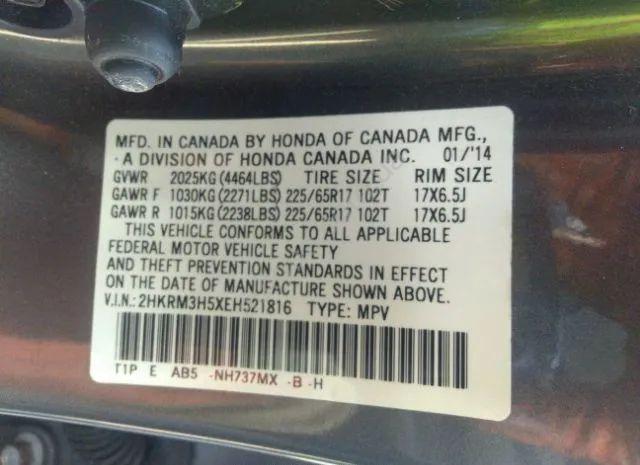 MFD. IN CANADA BY HONDA OF CANADA MFG.,
A DIVISION OF HONDA CANADA INC. 01/'14
GVWR 2025KG(4464LBS) TIRE SIZE RIM SIZE
GAWR F 1030KG(2271LBS) 225/65R17 102T 17X6.5J
GAWR R 1015KG(2238LBS) 225/65R17 102T 17X6.5J
THIS VEHICLE CONFORMS TO ALL APPLICABLE
FEDERAL MOTOR VEHICLE SAFETY
AND THEFT PREVENTION STANDARDS IN EFFECT
ON THE DATE OF MANUFACTURE SHOWN ABOVE.
V.I.N.: 2HKRM3H5XEH521816 TYPE: MPV
T1P E AB5 -NH737MX -B -H